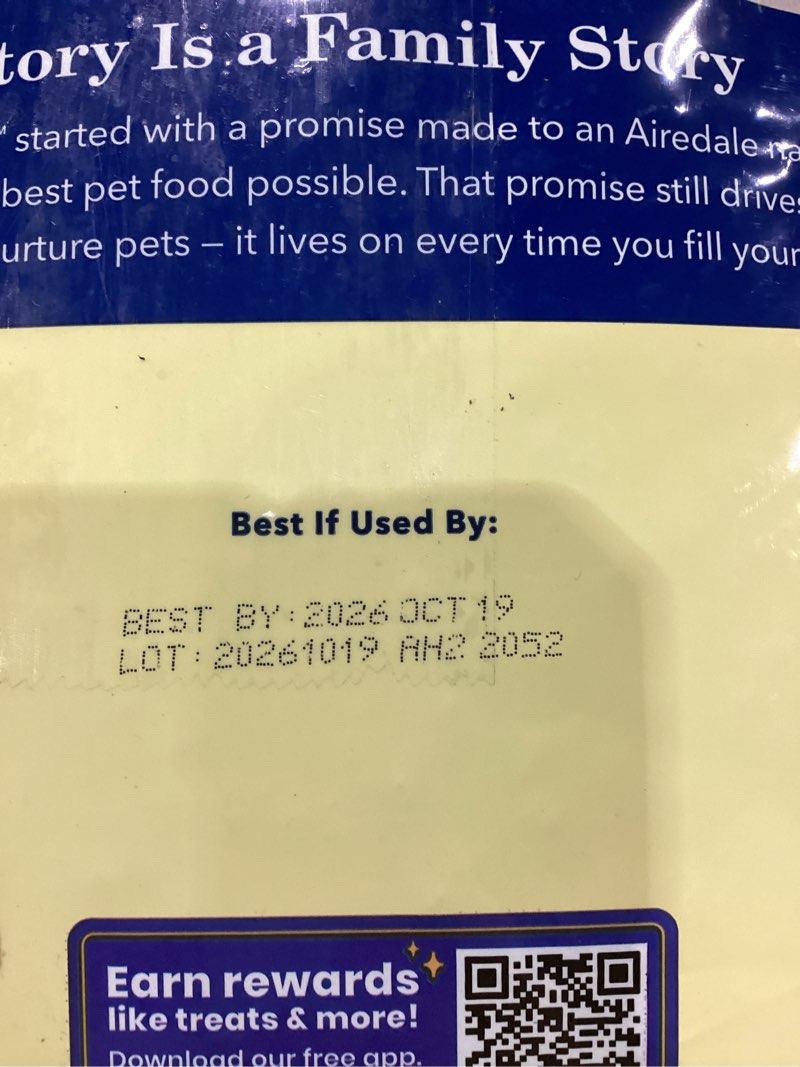 tory Is a Family Story
started with a promise made to an Airedale
best pet food possible. That promise still drives
urture pets – it lives on every time you fill your
Best If Used By:
BEST BY: 2026 OCT 19
LOT: 20261019 AH2 2052
Earn rewards
like treats & more!
Download our free app.